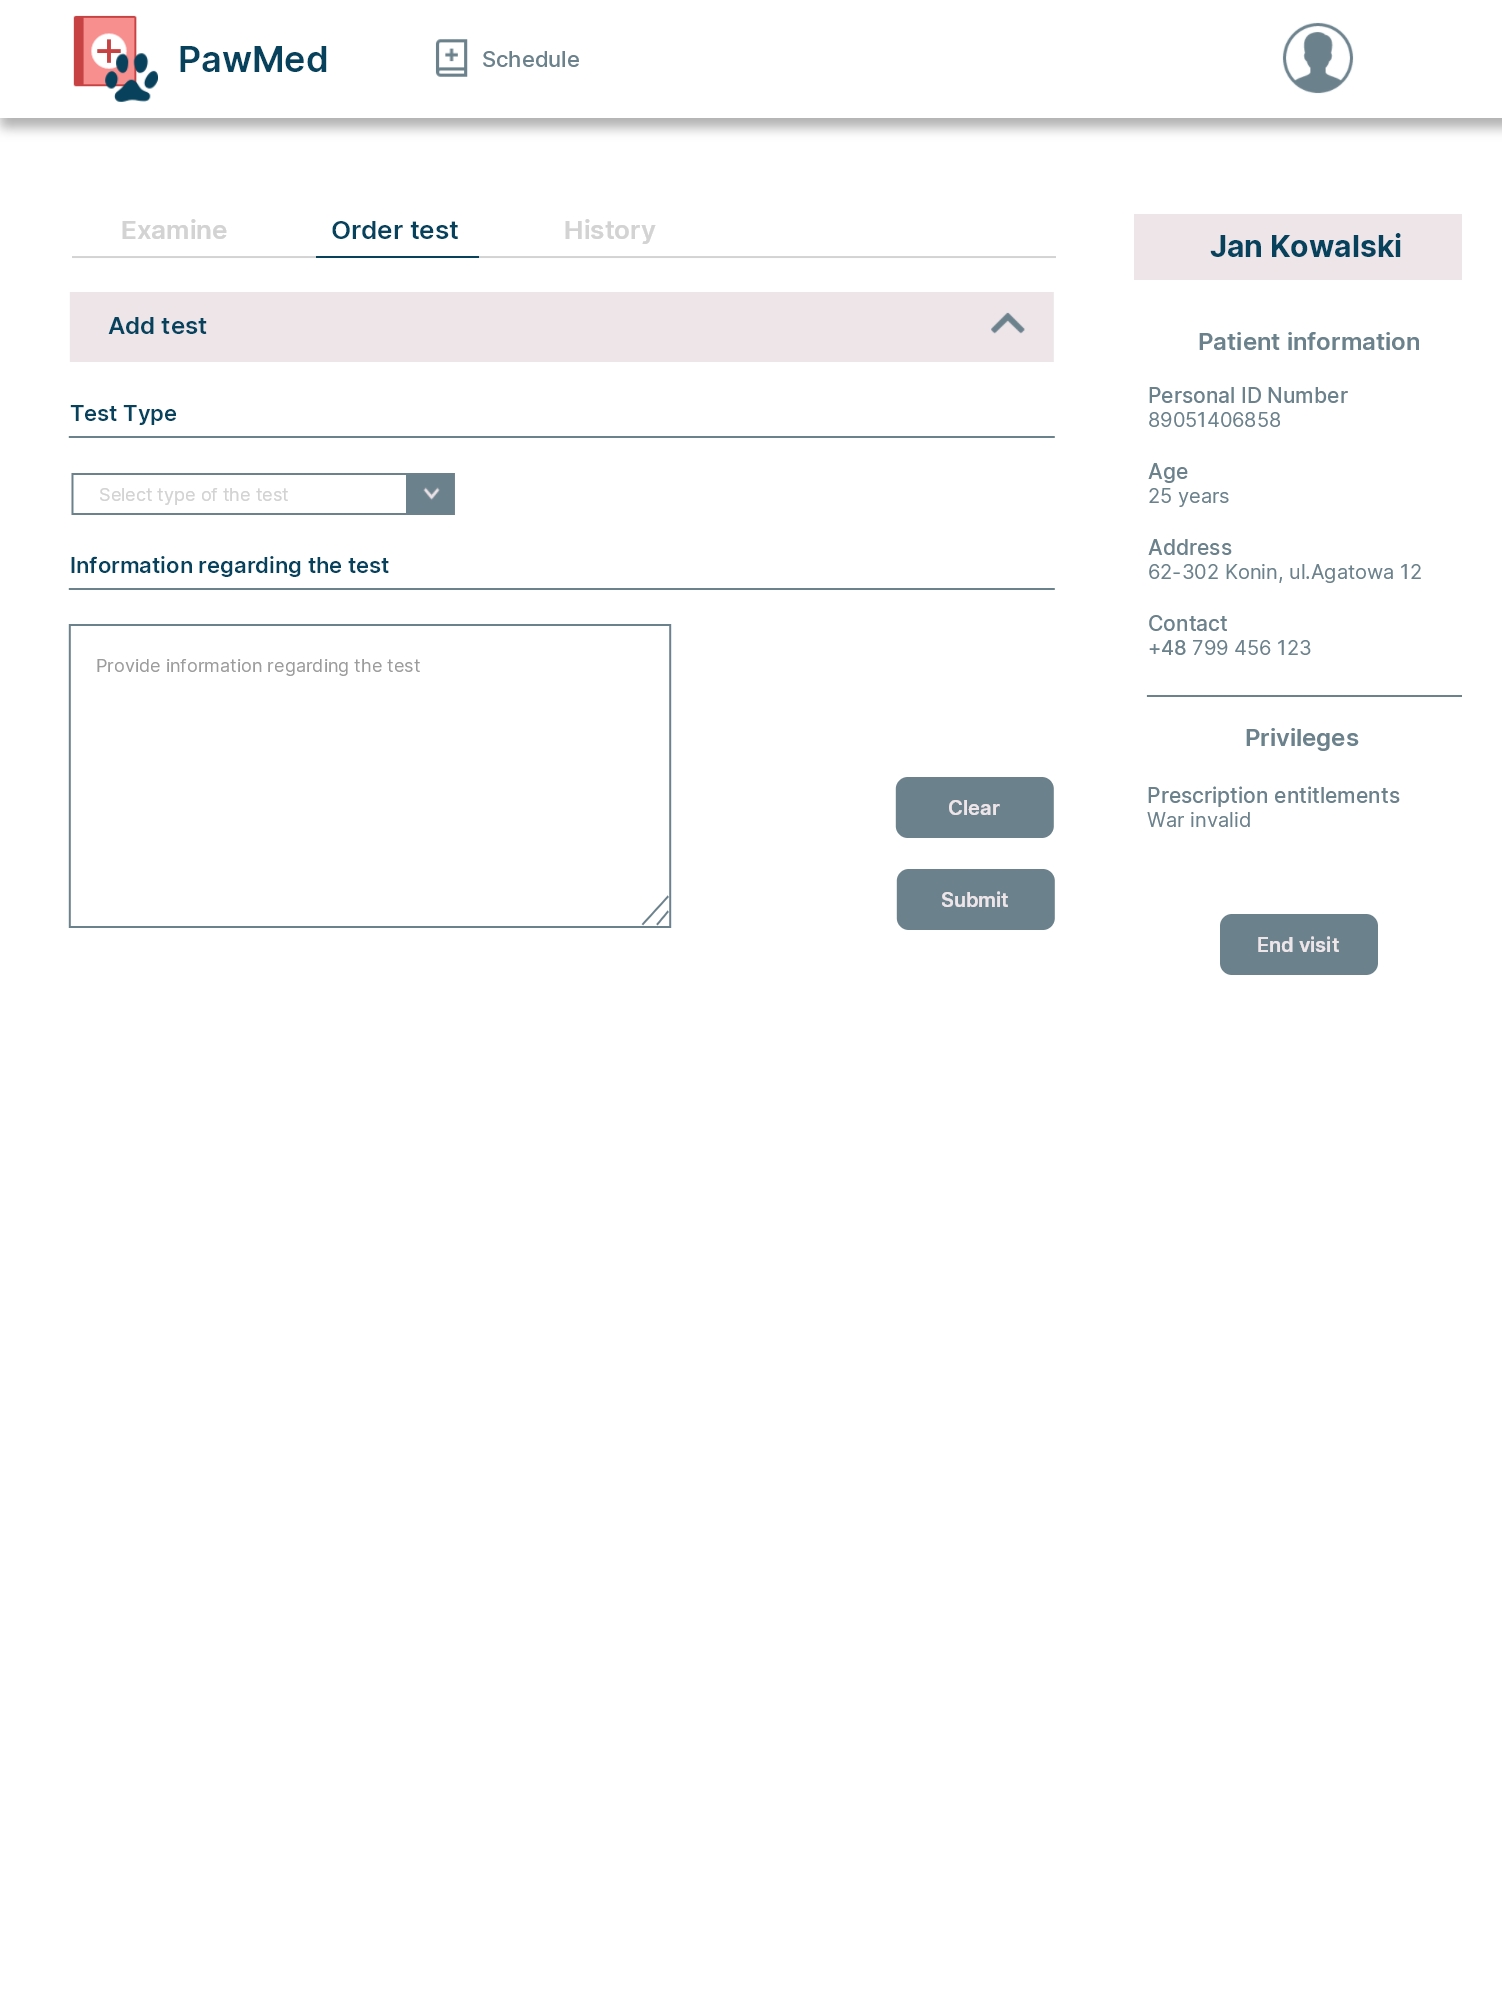 PawMed
Schedule
Examine
Order test
History
Add test
Test Type
Select type of the test
Information regarding the test
Provide information regarding the test
Clear
Submit
Jan Kowalski
Patient information
Personal ID Number
89051406858
Age
25 years
Address
62-302 Konin, ul.Agatowa 12
Contact
+48 799 456 123
Privileges
Prescription entitlements
War invalid
End visit